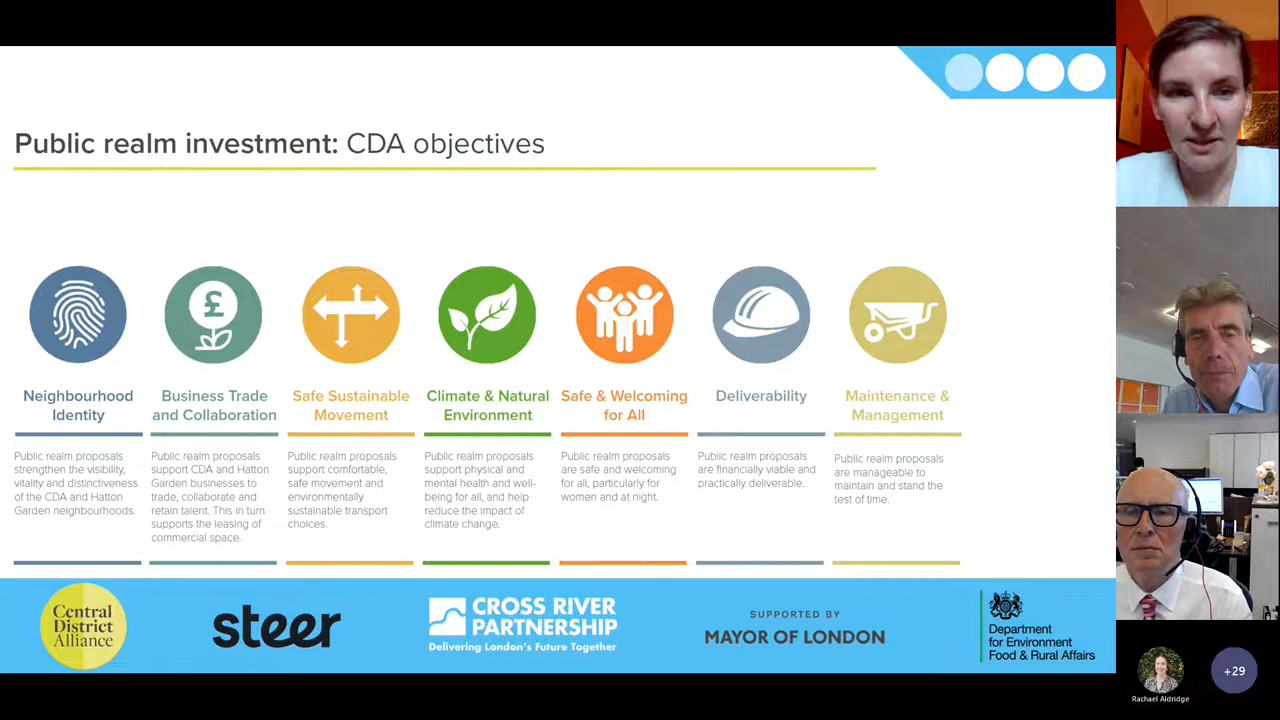 Public realm investment: CDA objectives
£
Neighbourhood
Identity
Public realm proposals
strengthen the visibility,
vitality and distinctiveness
of the CDA and Hatton
Garden neighbourhoods.
Business Trade
and Collaboration
Public realm proposals
support CDA and Hatton
Garden businesses to
trade, collaborate and
retain talent. This in turn
supports the leasing of
commercial space.
Safe Sustainable
Movement
Public realm proposals
support comfortable,
safe movement and
environmentally
sustainable transport
choices.
Climate & Natural
Environment
Public realm proposals
support physical and
mental health and well-
being for all, and help
reduce the impact of
climate change.
Safe & Welcoming
for All
Public realm proposals
are safe and welcoming
for all, particularly for
women and at night.
Deliverability
Public realm proposals
are financially viable and
practically deliverable.
Maintenance &
Management
Public realm proposals
are manageable to
maintain and stand the
test of time.
Central
District
Alliance
steer
CROSS RIVER
PARTNERSHIP
Delivering London's Future Together
SUPPORTED BY
MAYOR OF LONDON
Department
for Environment
Food & Rural Affairs
Rachael Aldridge
+29